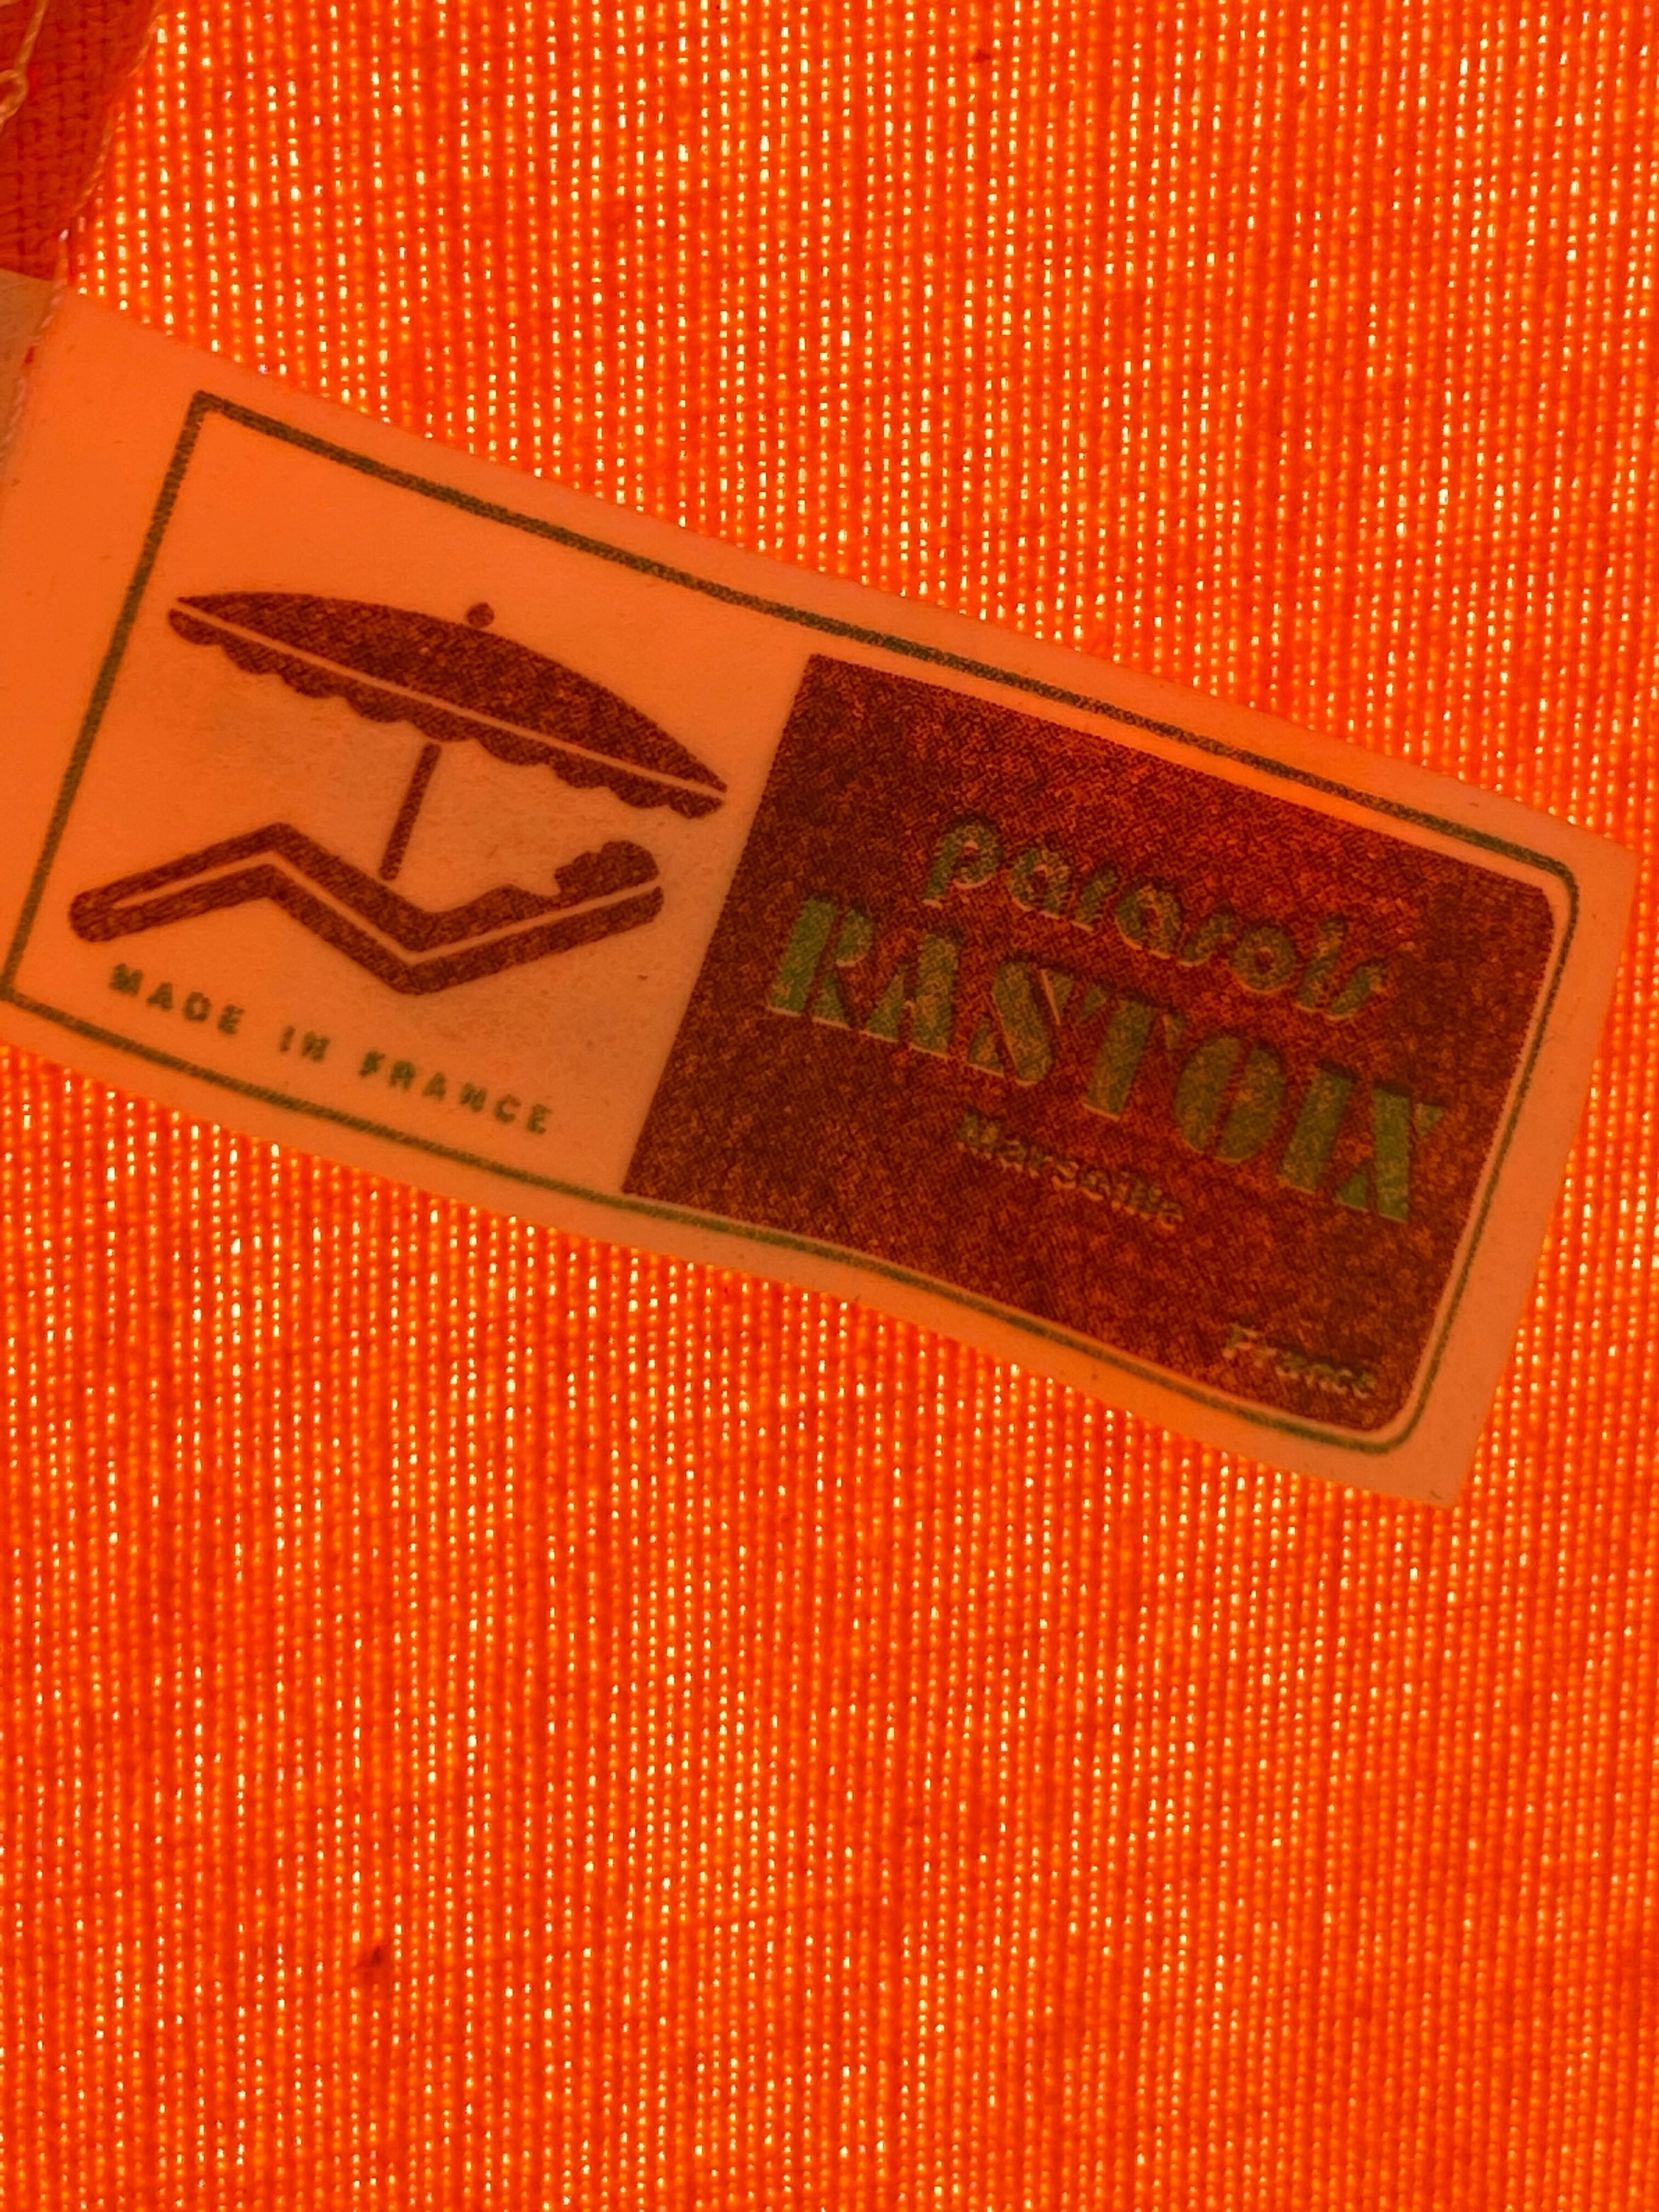 MADE IN FRANCE
parasols
RASTOIX
Marseille
France